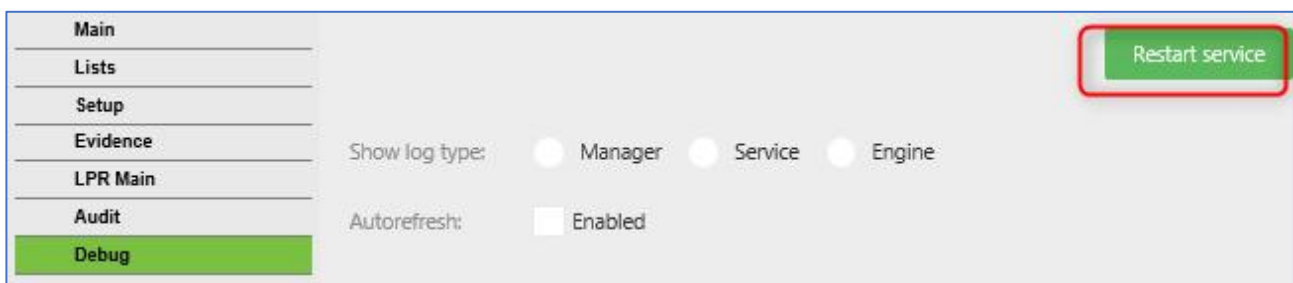 Main
Lists
Setup
Evidence
LPR Main
Audit
Debug
Restart service
Show log type: Manager Service Engine
Autorefresh: Enabled